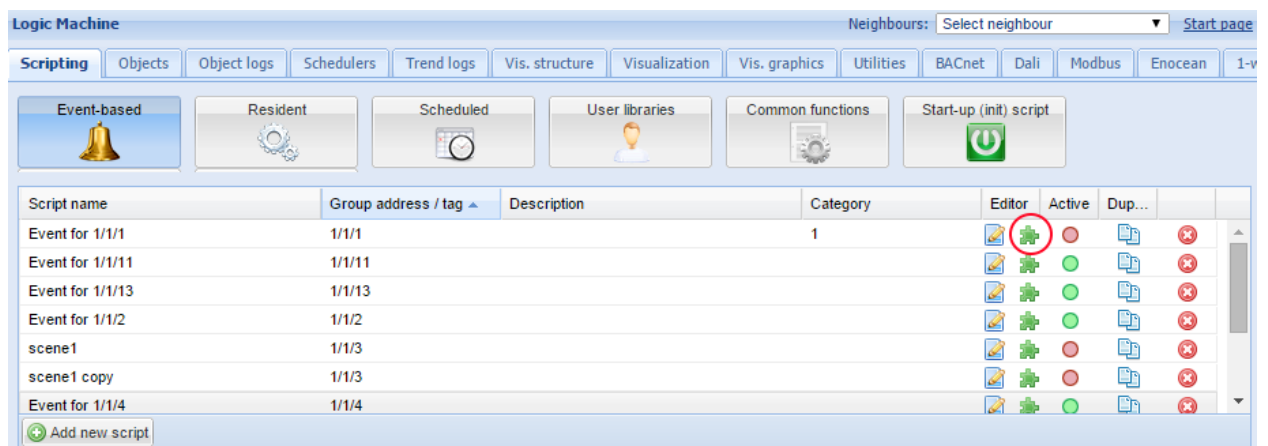 Logic Machine Neighbours: Select neighbour Start page
Scripting Objects Object logs Schedulers Trend logs Vis. structure Visualization Vis. graphics Utilities BACnet Dali Modbus Enocean 1-w
Event-based Resident Scheduled User libraries Common functions Start-up (init) script
Script name Group address / tag Description Category Editor Active Dup...
Event for 1/1/1 1/1/1 1
Event for 1/1/11 1/1/11
Event for 1/1/13 1/1/13
Event for 1/1/2 1/1/2
scene1 1/1/3
scene1 copy 1/1/3
Event for 1/1/4 1/1/4
Add new script